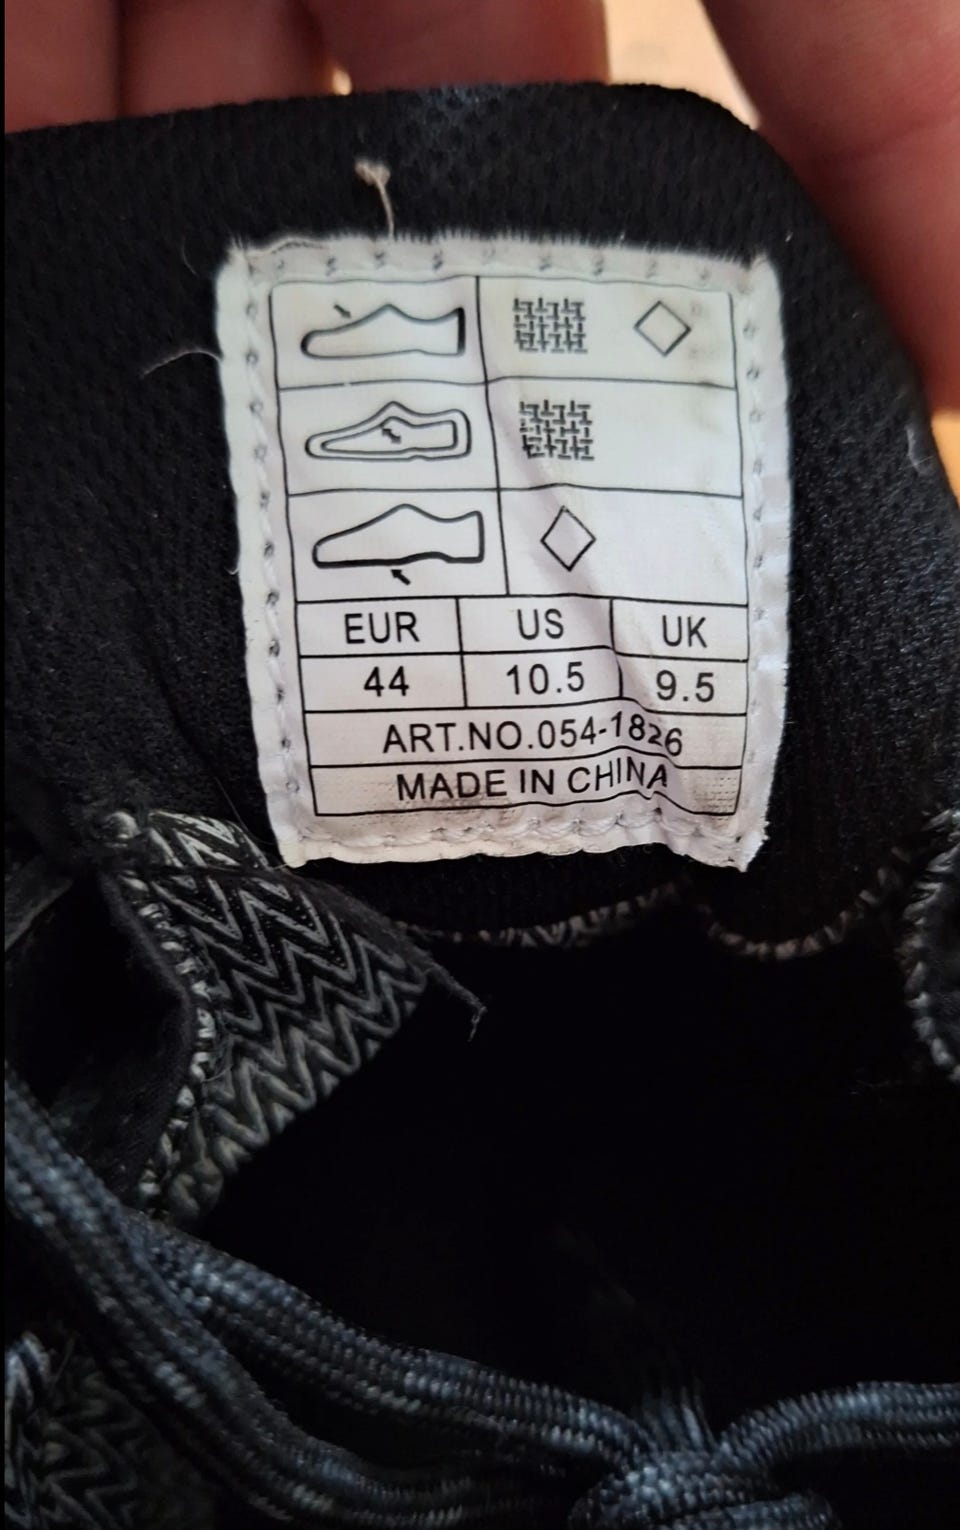 EUR US UK
44 10.5 9.5
ART.NO.054-1826
MADE IN CHINA